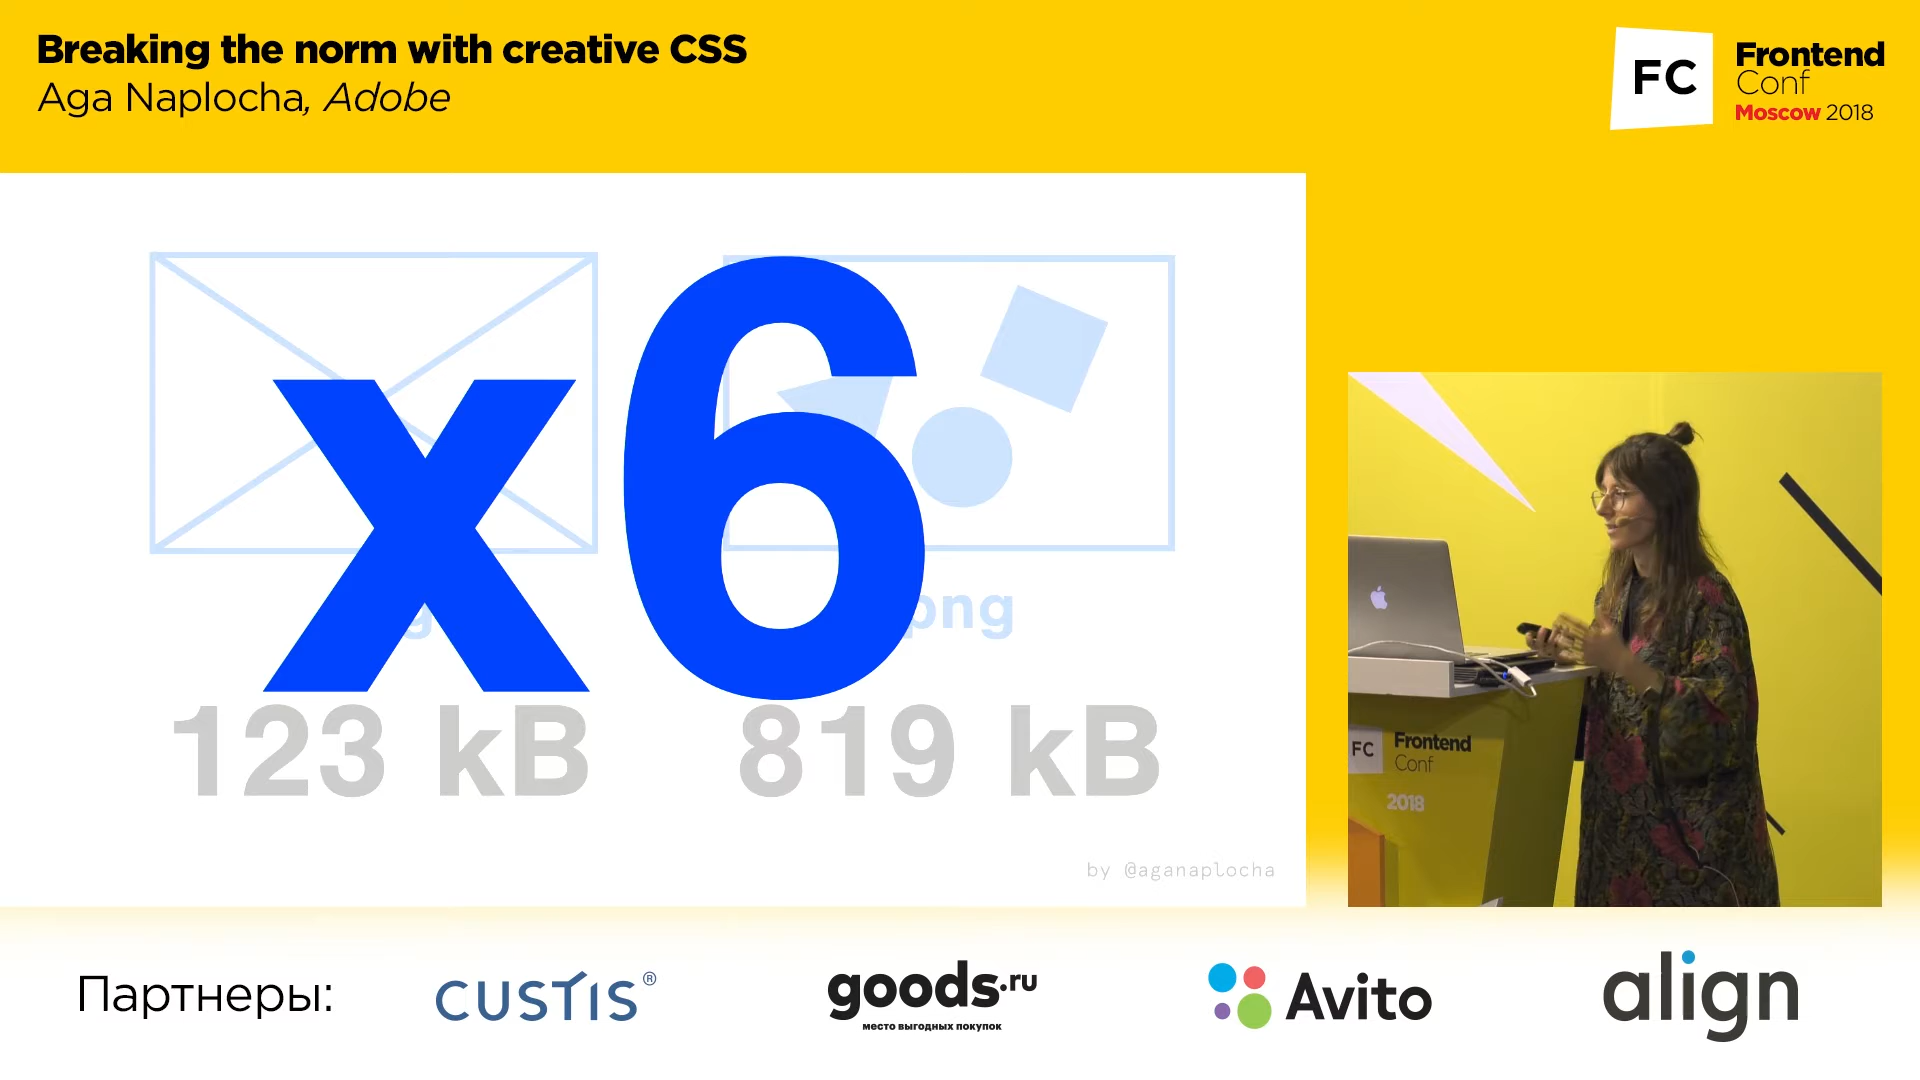 Breaking the norm with creative CSS
Aga Naplocha, Adobe
FC
Frontend
Conf
Moscow 2018
x6
png
123 kB
819 kB
by @aganaplocha
FC
Frontend
Conf
2018
Партнеры:
CUSTIS®
goods.ru
место выгодных покупок
Avito
align